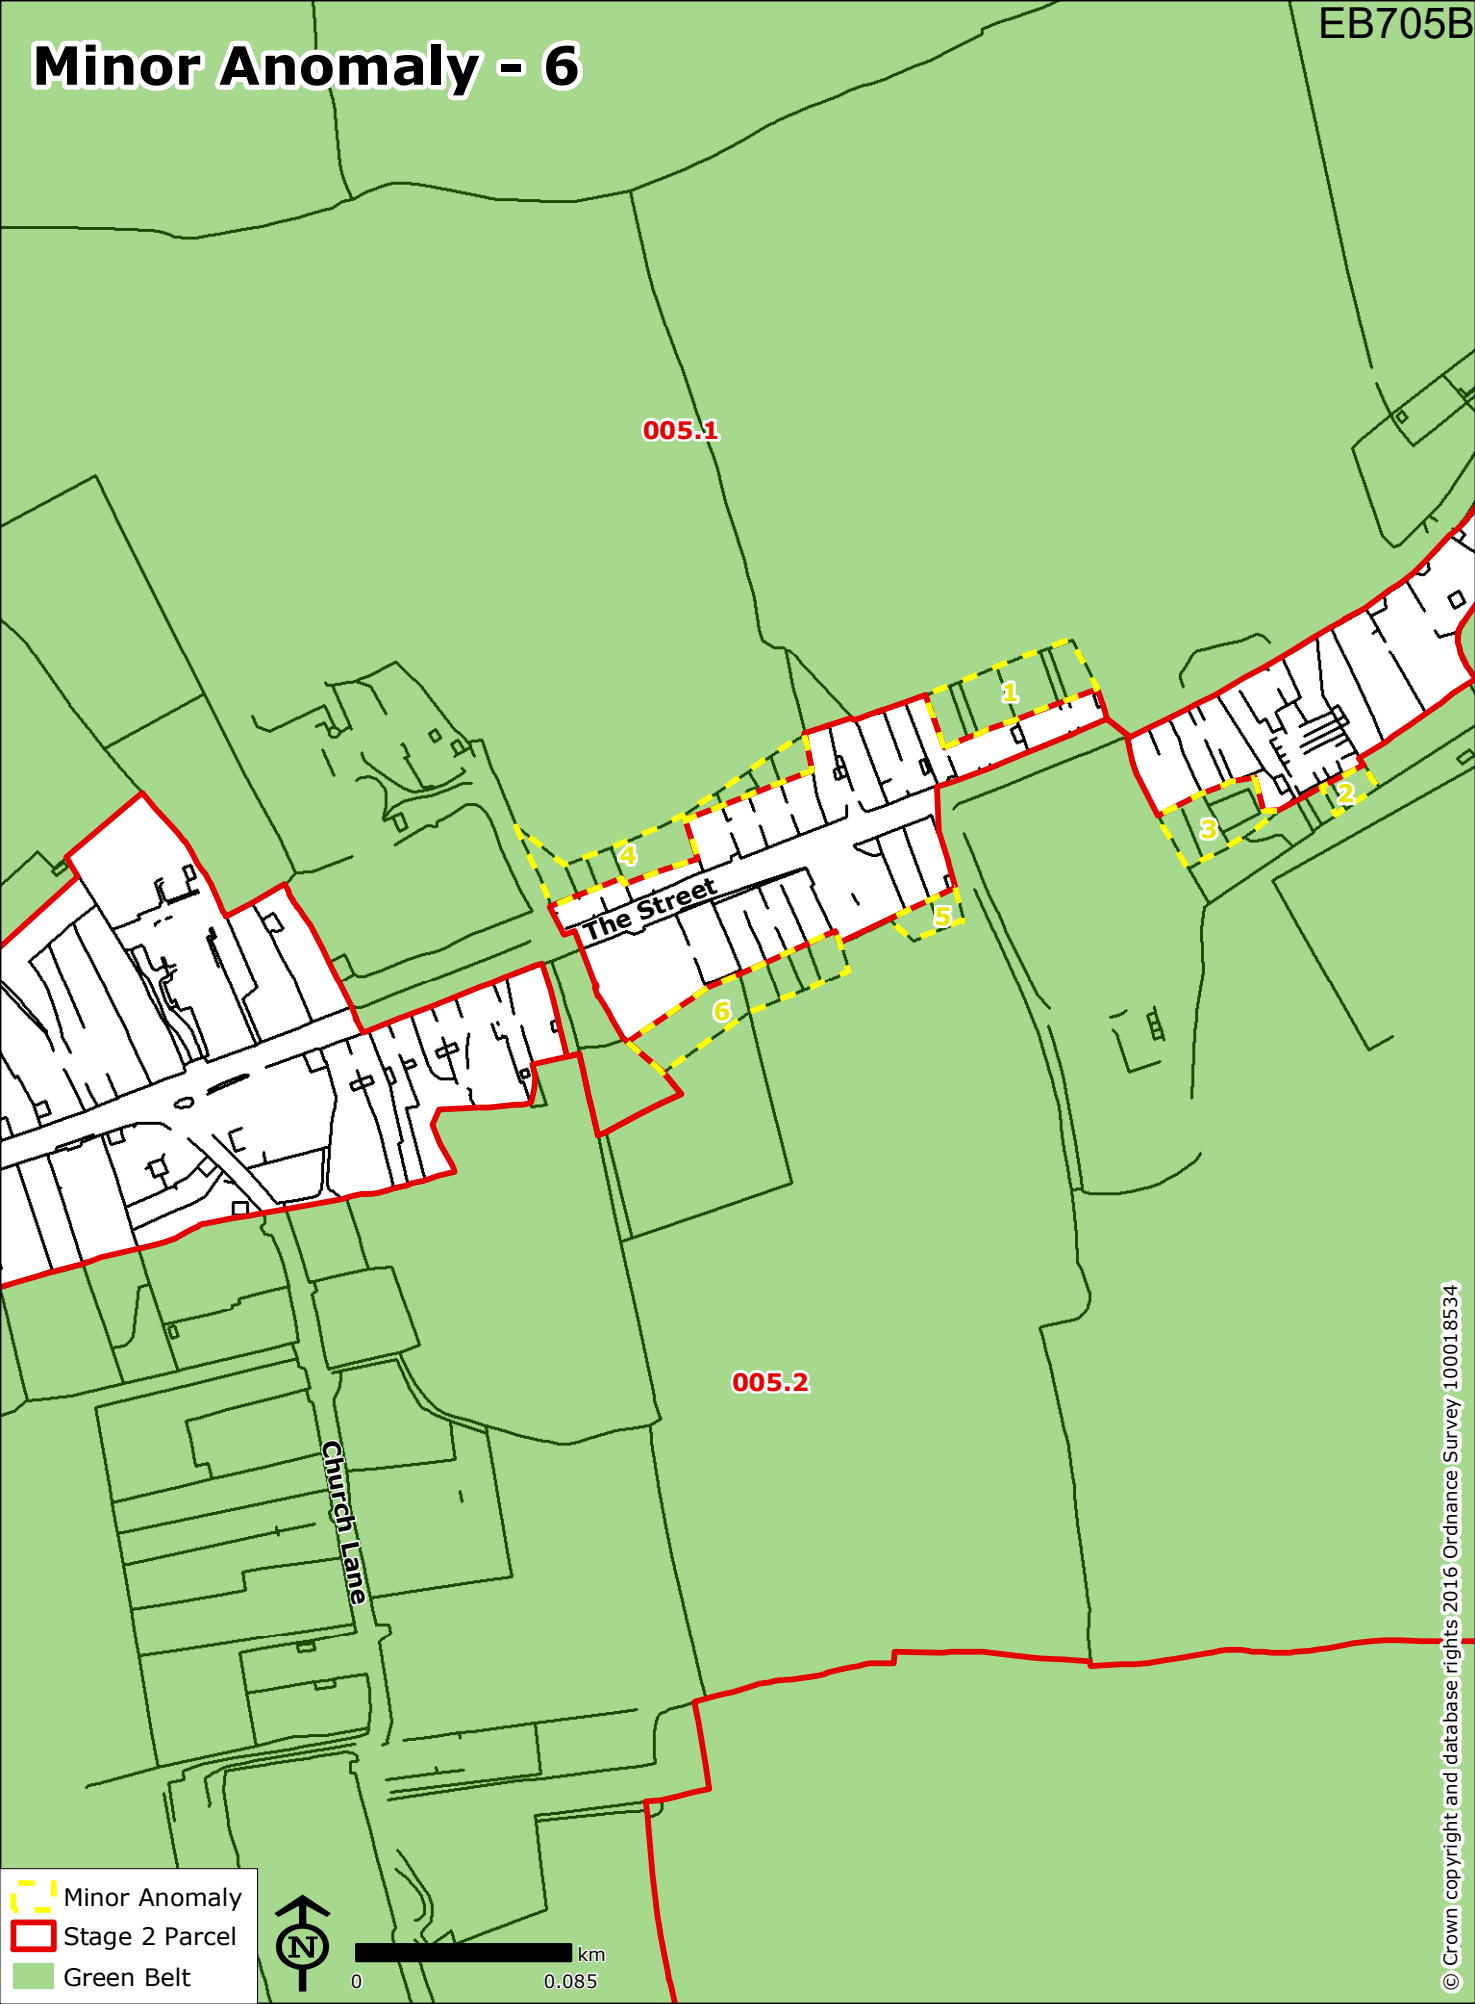 EB705B
Minor Anomaly - 6
005.1
1
2
3
4
The Street
5
6
005.2
Church Lane
© Crown copyright and database rights 2016 Ordnance Survey 100018534
Minor Anomaly
Stage 2 Parcel
Green Belt
N
km
0 0.085